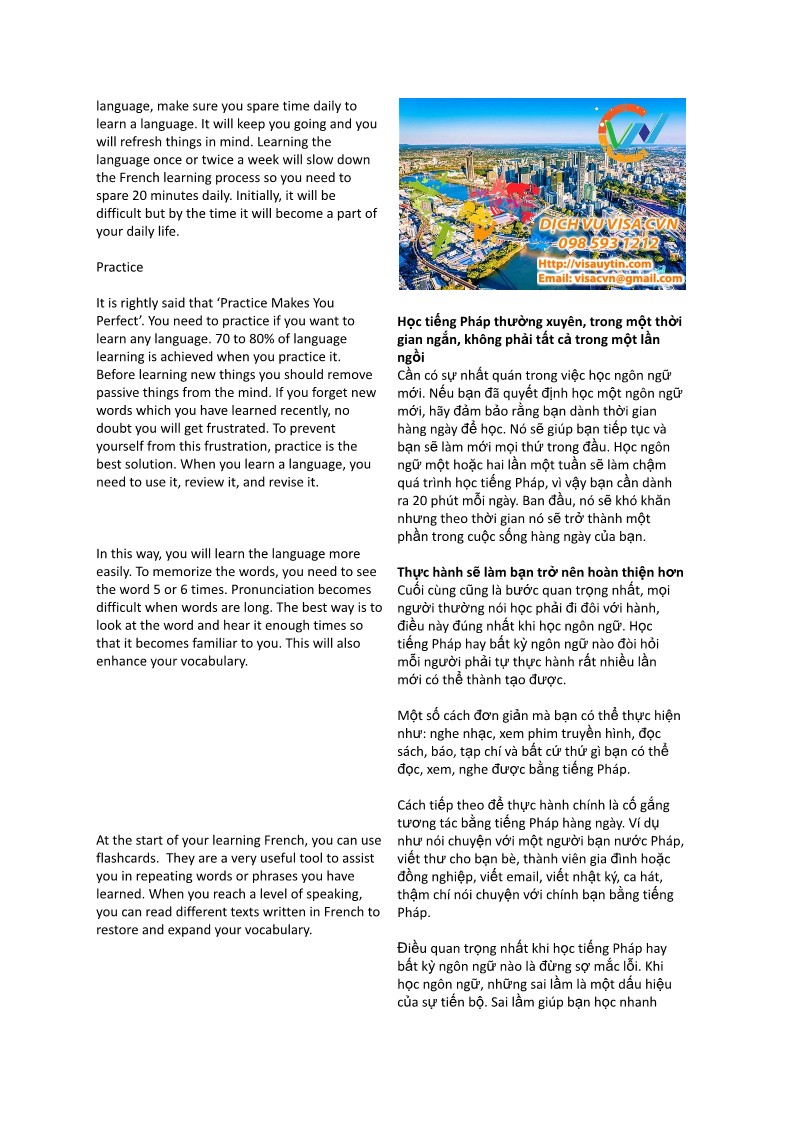 language, make sure you spare time daily to
learn a language. It will keep you going and you
will refresh things in mind. Learning the
language once or twice a week will slow down
the French learning process so you need to
spare 20 minutes daily. Initially, it will be
difficult but by the time it will become a part of
your daily life.
Practice
It is rightly said that ‘Practice Makes You
Perfect’. You need to practice if you want to
learn any language. 70 to 80% of language
learning is achieved when you practice it.
Before learning new things you should remove
passive things from the mind. If you forget new
words which you have learned recently, no
doubt you will get frustrated. To prevent
yourself from this frustration, practice is the
best solution. When you learn a language, you
need to use it, review it, and revise it.
In this way, you will learn the language more
easily. To memorize the words, you need to see
the word 5 or 6 times. Pronunciation becomes
difficult when words are long. The best way is to
look at the word and hear it enough times so
that it becomes familiar to you. This will also
enhance your vocabulary.
At the start of your learning French, you can use
flashcards.  They are a very useful tool to assist
you in repeating words or phrases you have
learned. When you reach a level of speaking,
you can read different texts written in French to
restore and expand your vocabulary.
CVN
DỊCH VỤ VISA CVN
098 593 1212
Http://visauytin.com
Email: visacvn@gmail.com
Học tiếng Pháp thường xuyên, trong một thời
gian ngắn, không phải tất cả trong một lần
ngồi
Cần có sự nhất quán trong việc học ngôn ngữ
mới. Nếu bạn đã quyết định học một ngôn ngữ
mới, hãy đảm bảo rằng bạn dành thời gian
hàng ngày để học. Nó sẽ giúp bạn tiếp tục và
bạn sẽ làm mới mọi thứ trong đầu. Học ngôn
ngữ một hoặc hai lần một tuần sẽ làm chậm
quá trình học tiếng Pháp, vì vậy bạn cần dành
ra 20 phút mỗi ngày. Ban đầu, nó sẽ khó khăn
nhưng theo thời gian nó sẽ trở thành một
phần trong cuộc sống hàng ngày của bạn.
Thực hành sẽ làm bạn trở nên hoàn thiện hơn
Cuối cùng cũng là bước quan trọng nhất, mọi
người thường nói học phải đi đôi với hành,
điều này đúng nhất khi học ngôn ngữ. Học
tiếng Pháp hay bất kỳ ngôn ngữ nào đòi hỏi
mỗi người phải tự thực hành rất nhiều lần
mới có thể thành tạo được.
Một số cách đơn giản mà bạn có thể thực hiện
như: nghe nhạc, xem phim truyền hình, đọc
sách, báo, tạp chí và bất cứ thứ gì bạn có thể
đọc, xem, nghe được bằng tiếng Pháp.
Cách tiếp theo để thực hành chính là cố gắng
tương tác bằng tiếng Pháp hàng ngày. Ví dụ
như nói chuyện với một người bạn nước Pháp,
viết thư cho bạn bè, thành viên gia đình hoặc
đồng nghiệp, viết email, viết nhật ký, ca hát,
thậm chí nói chuyện với chính bạn bằng tiếng
Pháp.
Điều quan trọng nhất khi học tiếng Pháp hay
bất kỳ ngôn ngữ nào là đừng sợ mắc lỗi. Khi
học ngôn ngữ, những sai lầm là một dấu hiệu
của sự tiến bộ. Sai lầm giúp bạn học nhanh